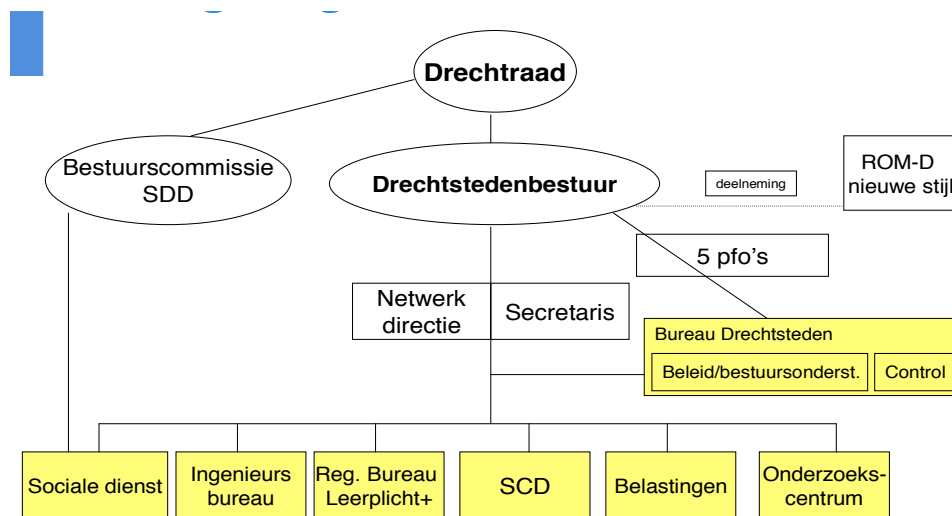 Drechtraad
Bestuurscommissie
SDD
Drechtstedenbestuur
deelneming
ROM-D
nieuwe stijl
5 pfo's
Netwerk
directie
Secretaris
Bureau Drechtsteden
Beleid/bestuursonderst.
Control
Sociale dienst
Ingenieurs
bureau
Reg. Bureau
Leerplicht+
SCD
Belastingen
Onderzoeks-
centrum